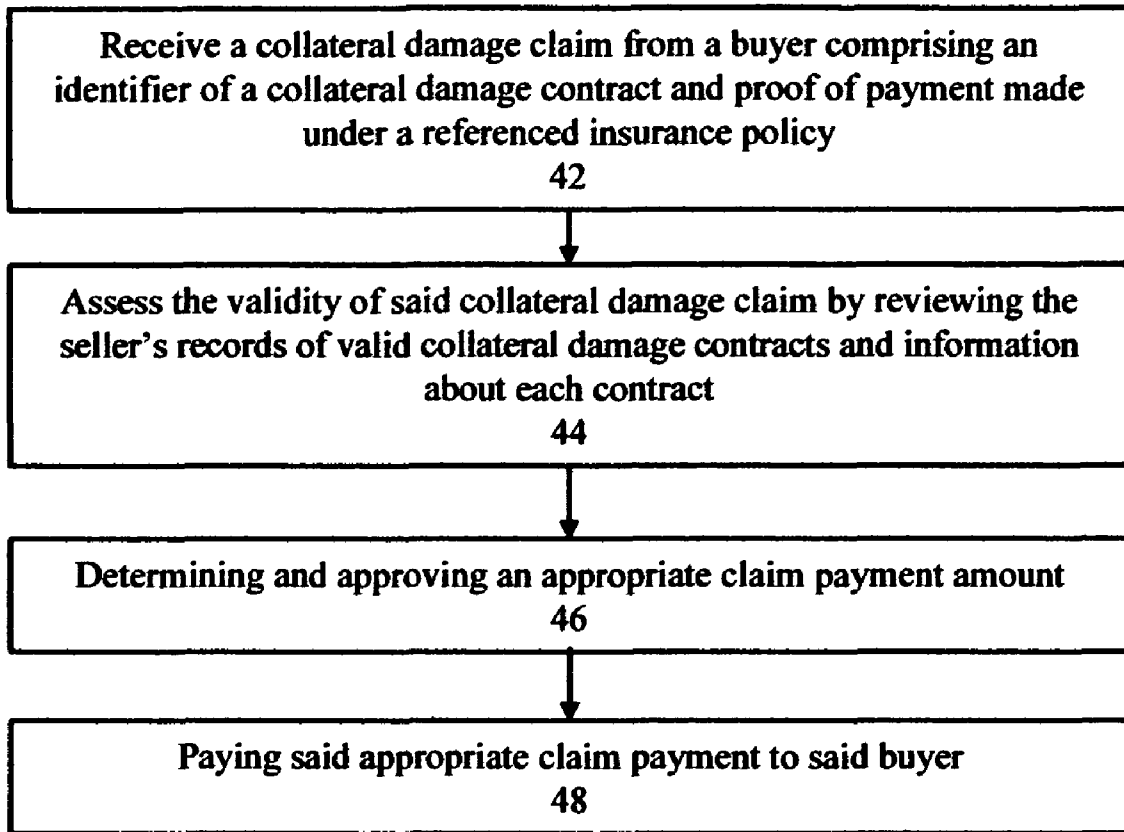 Receive a collateral damage claim from a buyer comprising an
identifier of a collateral damage contract and proof of payment made
under a referenced insurance policy
42
Assess the validity of said collateral damage claim by reviewing the
seller's records of valid collateral damage contracts and information
about each contract
44
Determining and approving an appropriate claim payment amount
46
Paying said appropriate claim payment to said buyer
48